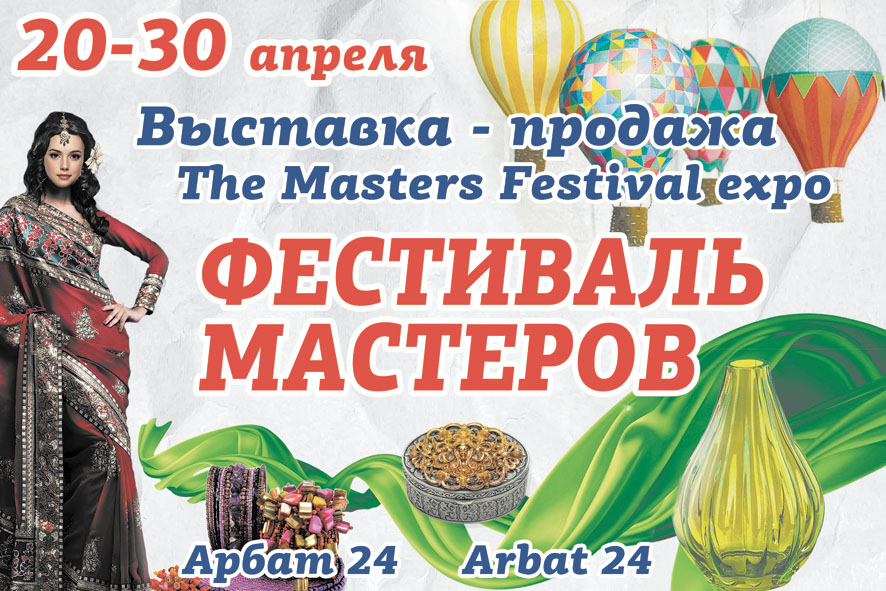 20-30 апреля
Выставка - продажа
The Masters Festival expo
ФЕСТИВАЛЬ
МАСТЕРОВ
Арбат 24 Arbat 24